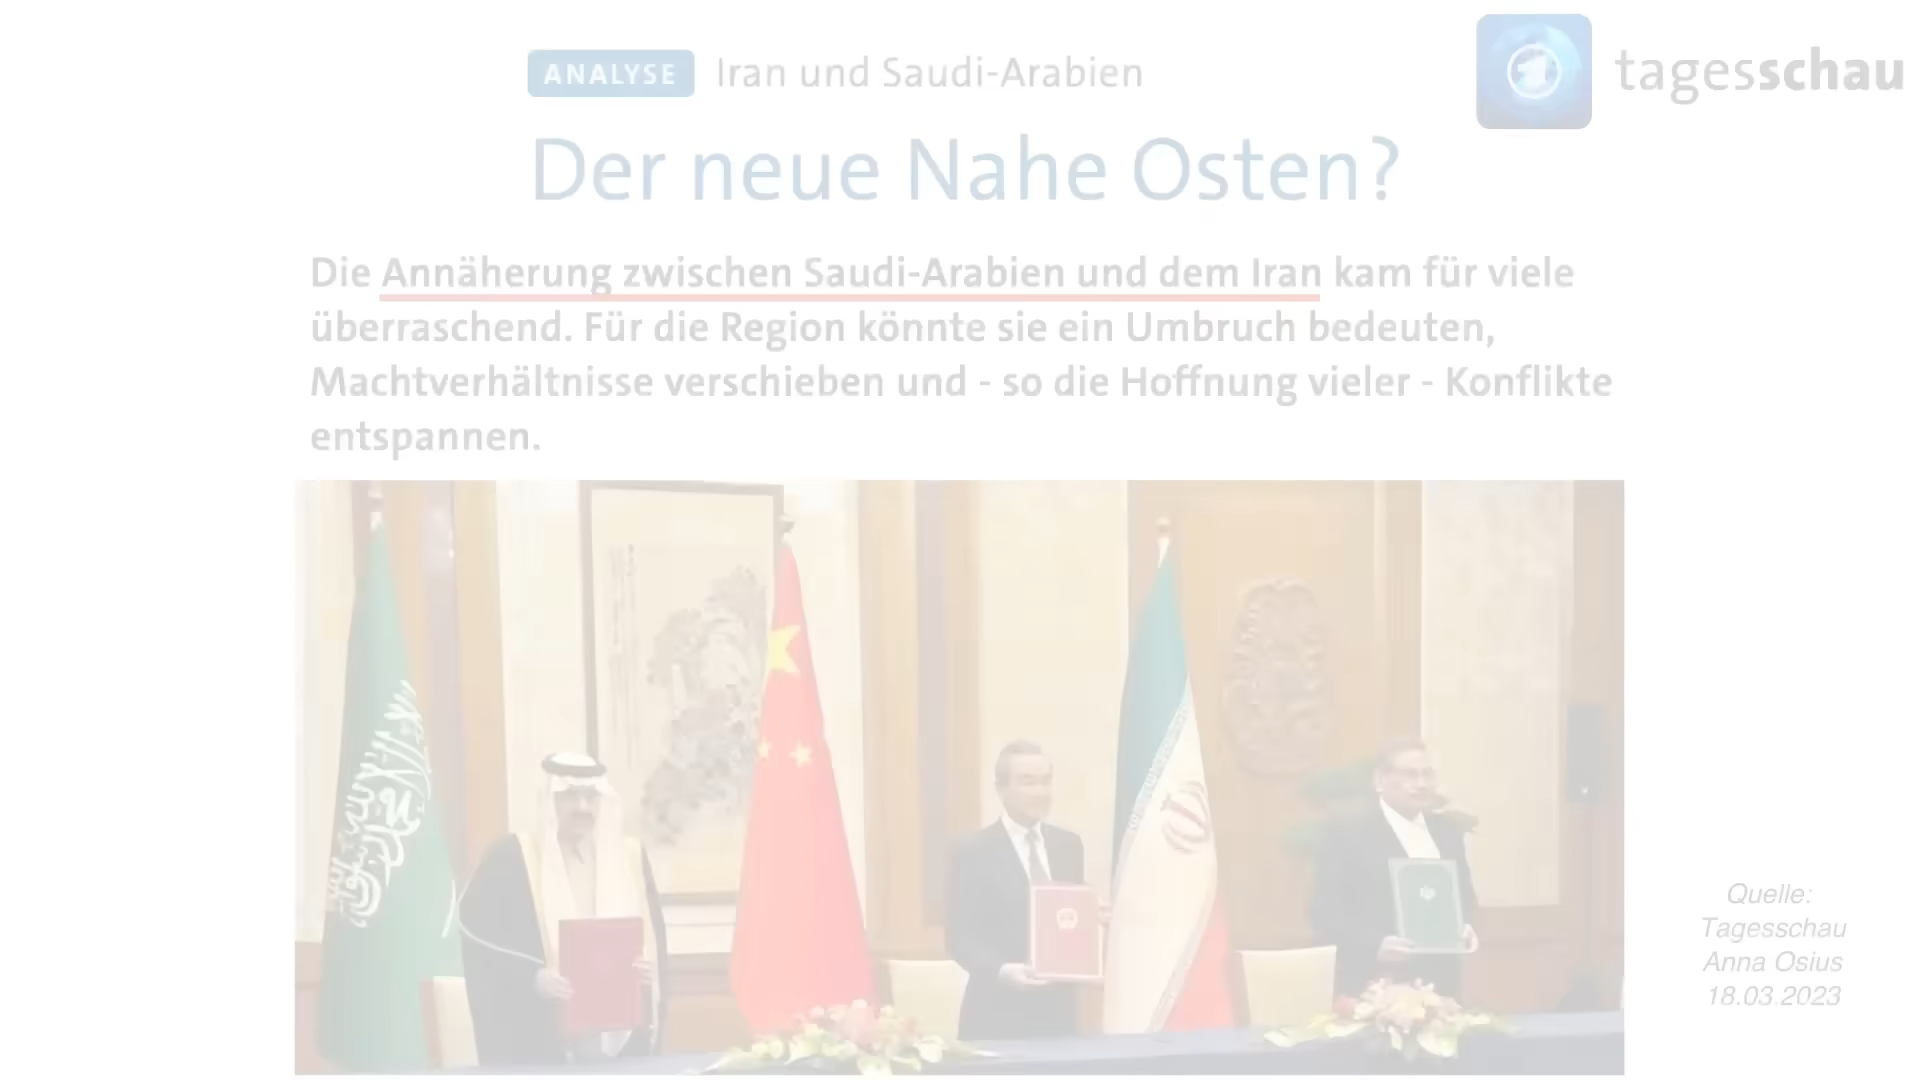 ANALYSE Iran und Saudi-Arabien
tagesschau
Der neue Nahe Osten?
Die Annäherung zwischen Saudi-Arabien und dem Iran kam für viele
überraschend. Für die Region könnte sie ein Umbruch bedeuten,
Machtverhältnisse verschieben und - so die Hoffnung vieler - Konflikte
entspannen.
Quelle:
Tagesschau
Anna Osius
18.03.2023